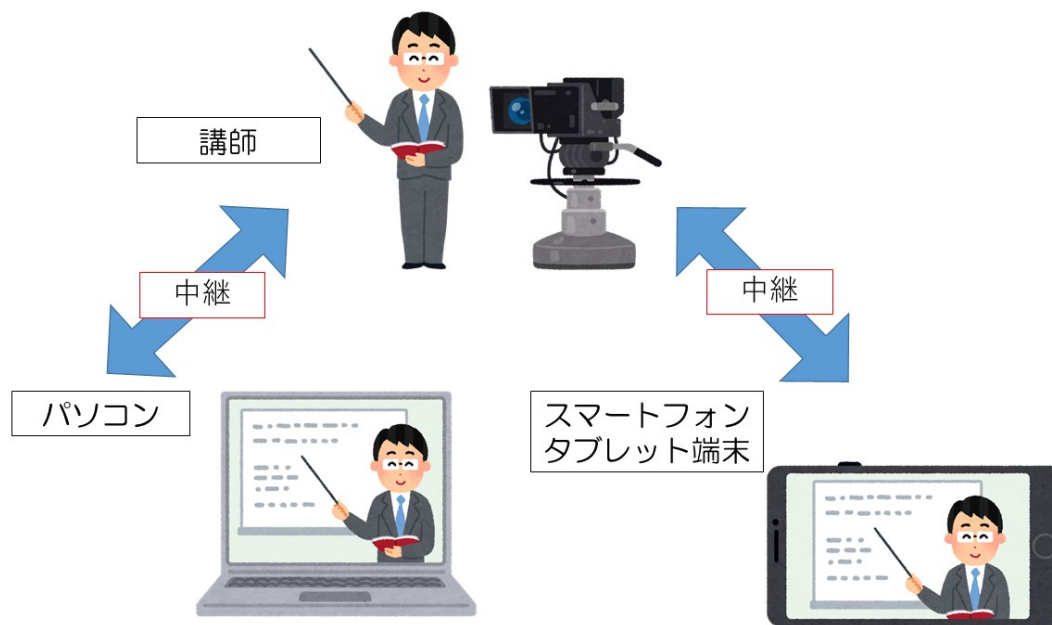 講師
中継
中継
パソコン
スマートフォン
タブレット端末